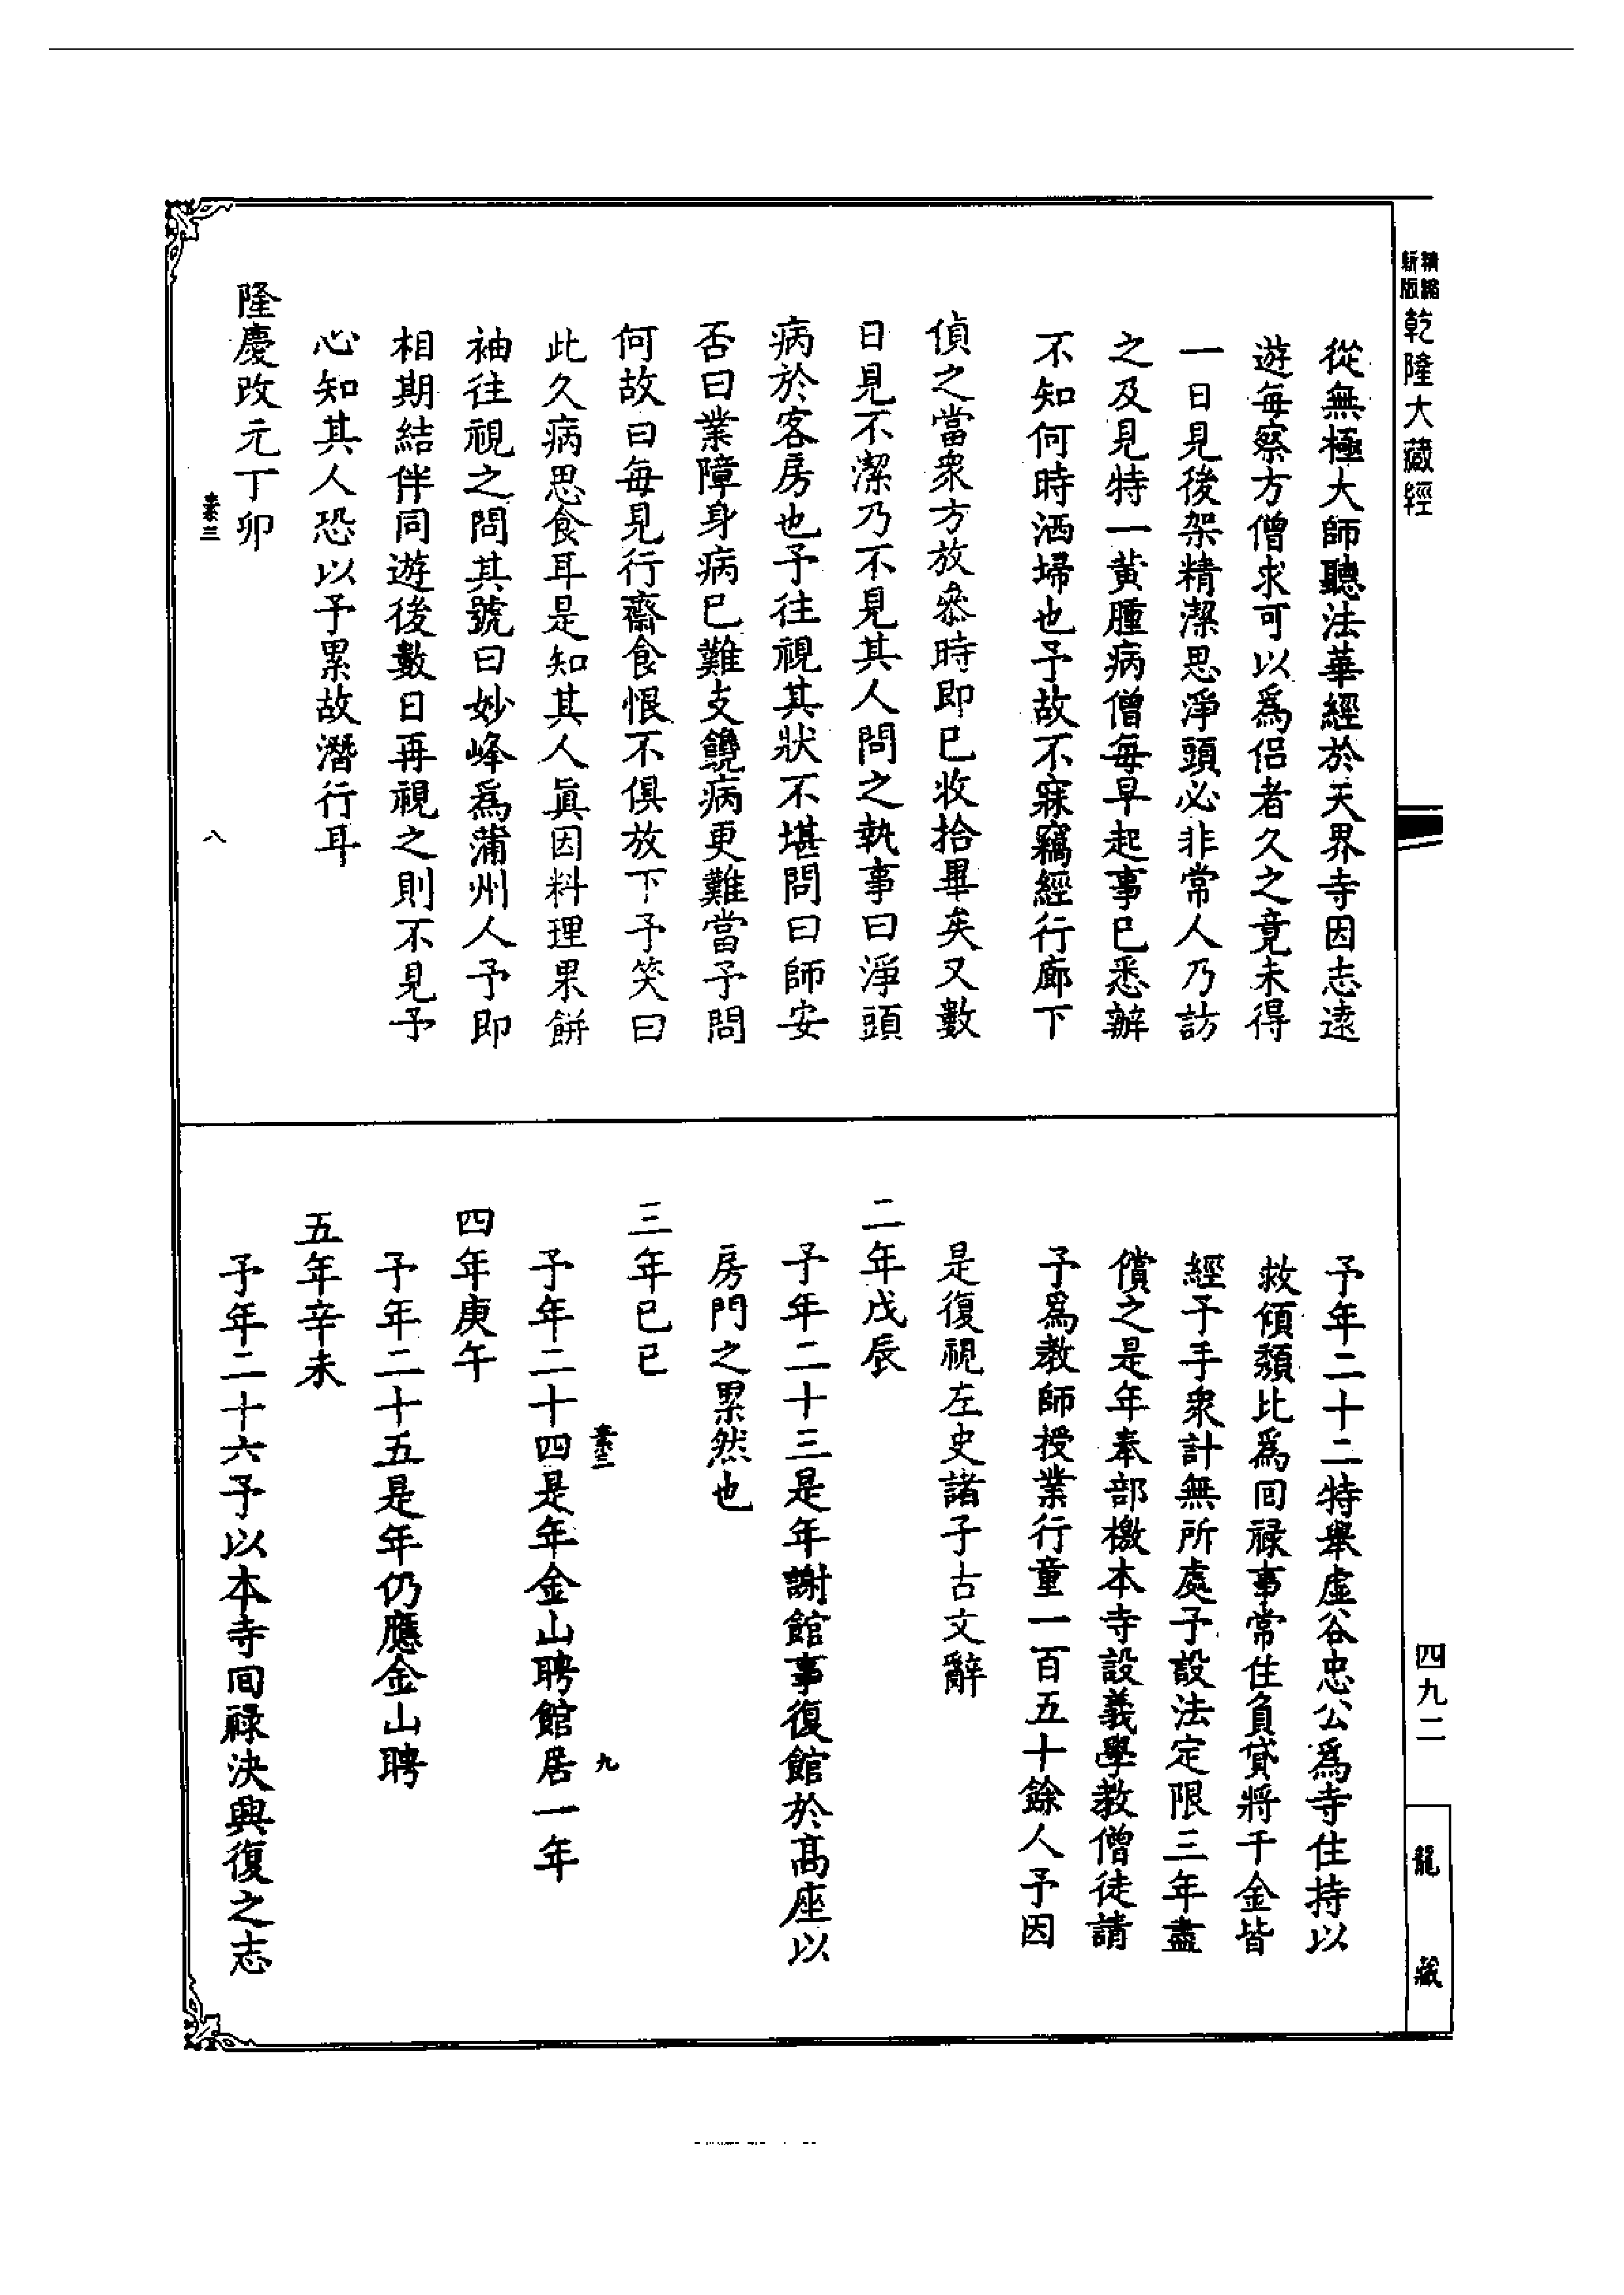 精縮
新版
乾隆大藏經
四九二
龍藏
從無極大師聽法華經於天界寺因志遠
遊每察方僧求可以爲侶者久之竟未得
一日見後架精潔思淨頭必非常人乃訪
之及見特一黃腫病僧每早起事已悉辦
不知何時洒埽也予故不寐竊經行廊下
偵之當衆方放叅時即已收拾畢矣又數
日見不潔乃不見其人問之執事曰淨頭
病於客房也予往視其狀不堪問曰師安
否曰業障身病已難支饞病更難當予問
何故曰每見行齋食恨不俱放下予笑曰
此久病思食耳是知其人眞因料理果餅
袖往視之問其號曰妙峰爲蒲州人予即
相期結伴同遊後數日再視之則不見予
心知其人恐以予累故潛行耳
隆慶改元丁卯
素三
八
予年二十二特舉虛谷忠公爲寺住持以
救傾頹比爲回祿事常住負貸將千金皆
經予手衆計無所處予設法定限三年盡
償之是年奉部檄本寺設義學教僧徒請
予爲教師授業行童一百五十餘人予因
是復視左史諸子古文辭
二年戊辰
予年二十三是年謝館事復館於高座以
房門之累然也
三年已已
素三
九
予年二十四是年金山聘館居一年
四年庚午
予年二十五是年仍應金山聘
五年辛未
予年二十六予以本寺回祿決興復之志